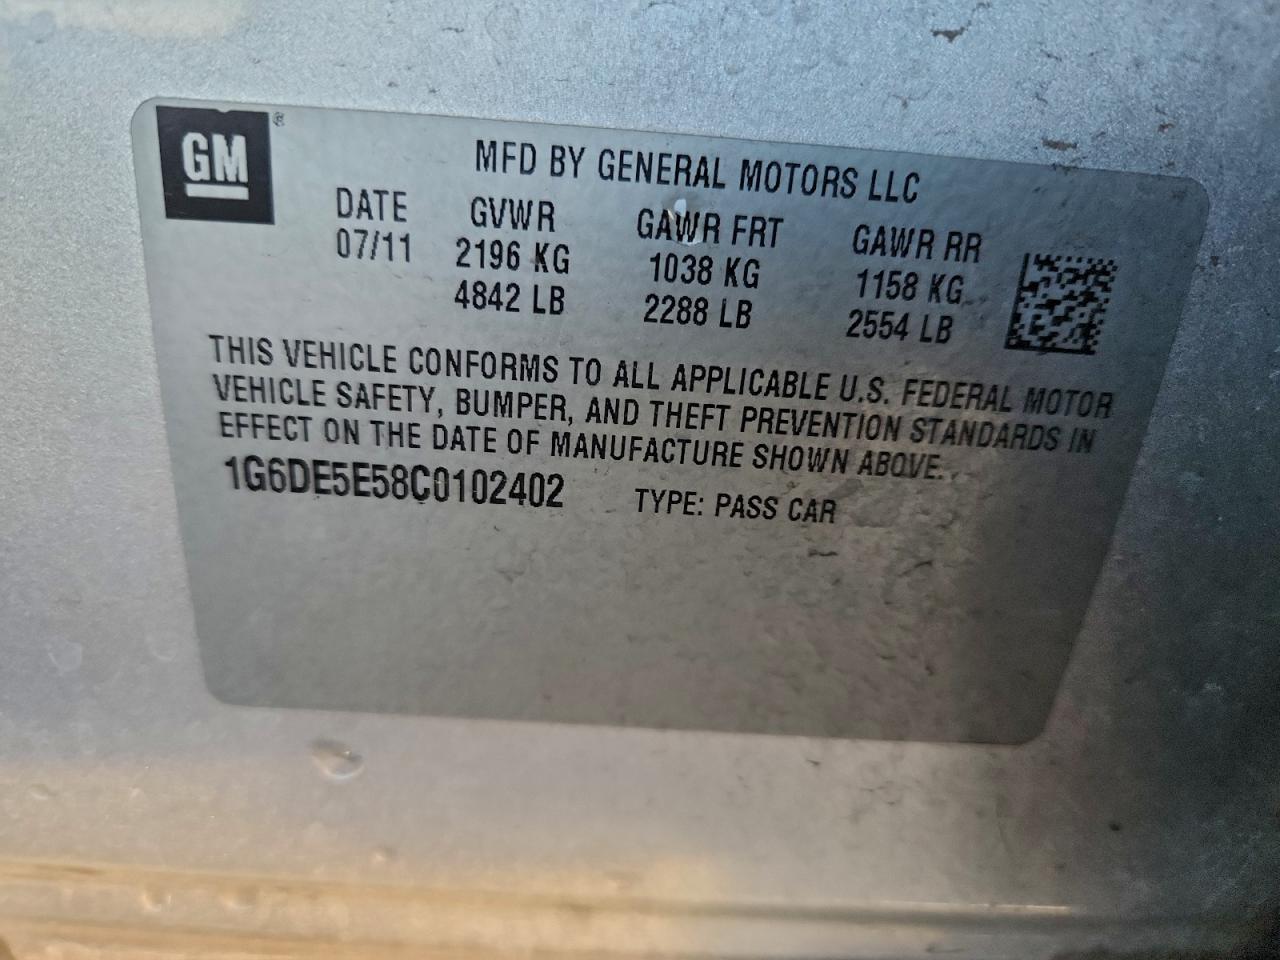 GM
MFD BY GENERAL MOTORS LLC
DATE GVWR GAWR FRT GAWR RR
07/11 2196 KG 1038 KG 1158 KG
4842 LB 2288 LB 2554 LB
THIS VEHICLE CONFORMS TO ALL APPLICABLE U.S. FEDERAL MOTOR
VEHICLE SAFETY, BUMPER, AND THEFT PREVENTION STANDARDS IN
EFFECT ON THE DATE OF MANUFACTURE SHOWN ABOVE.
1G6DE5E58C0102402 TYPE: PASS CAR